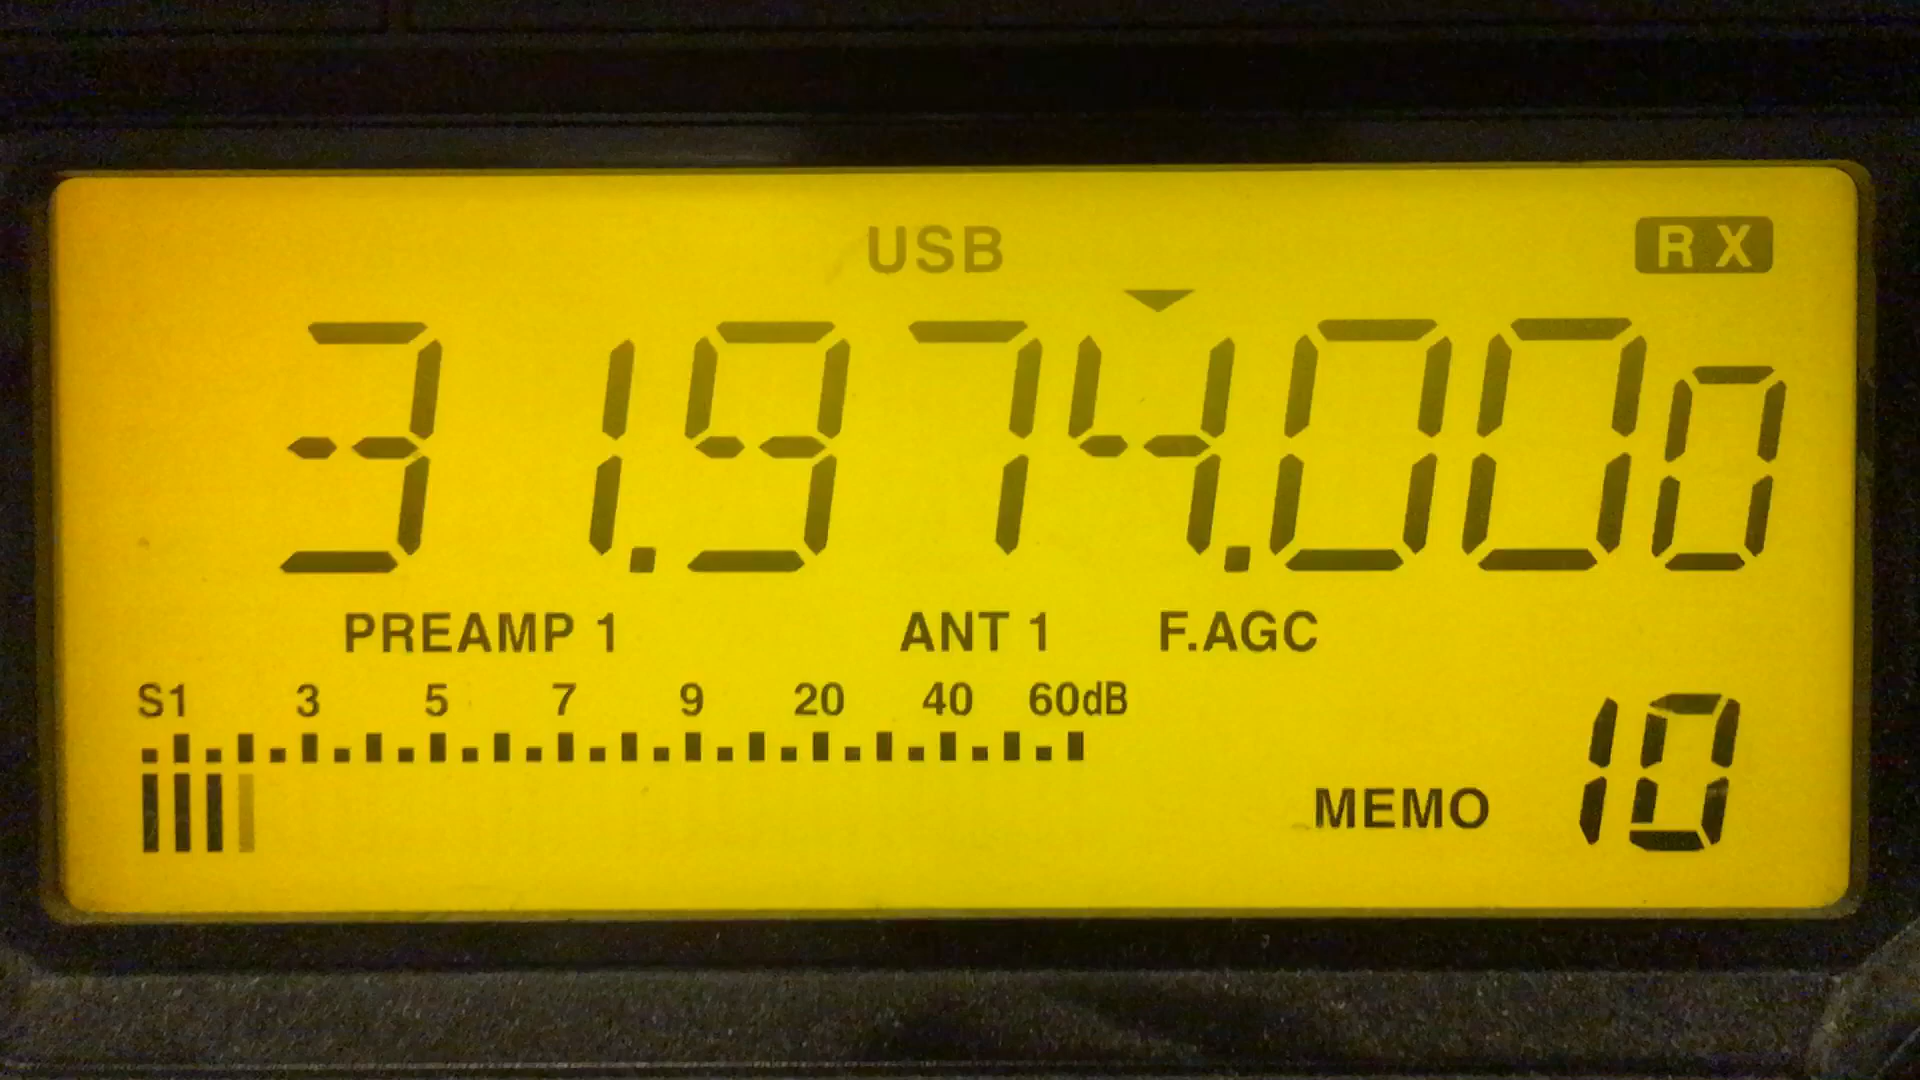 USB RX
31.974.000
PREAMP 1 ANT 1 F.AGC
S1 3 5 7 9 20 40 60dB
MEMO 10